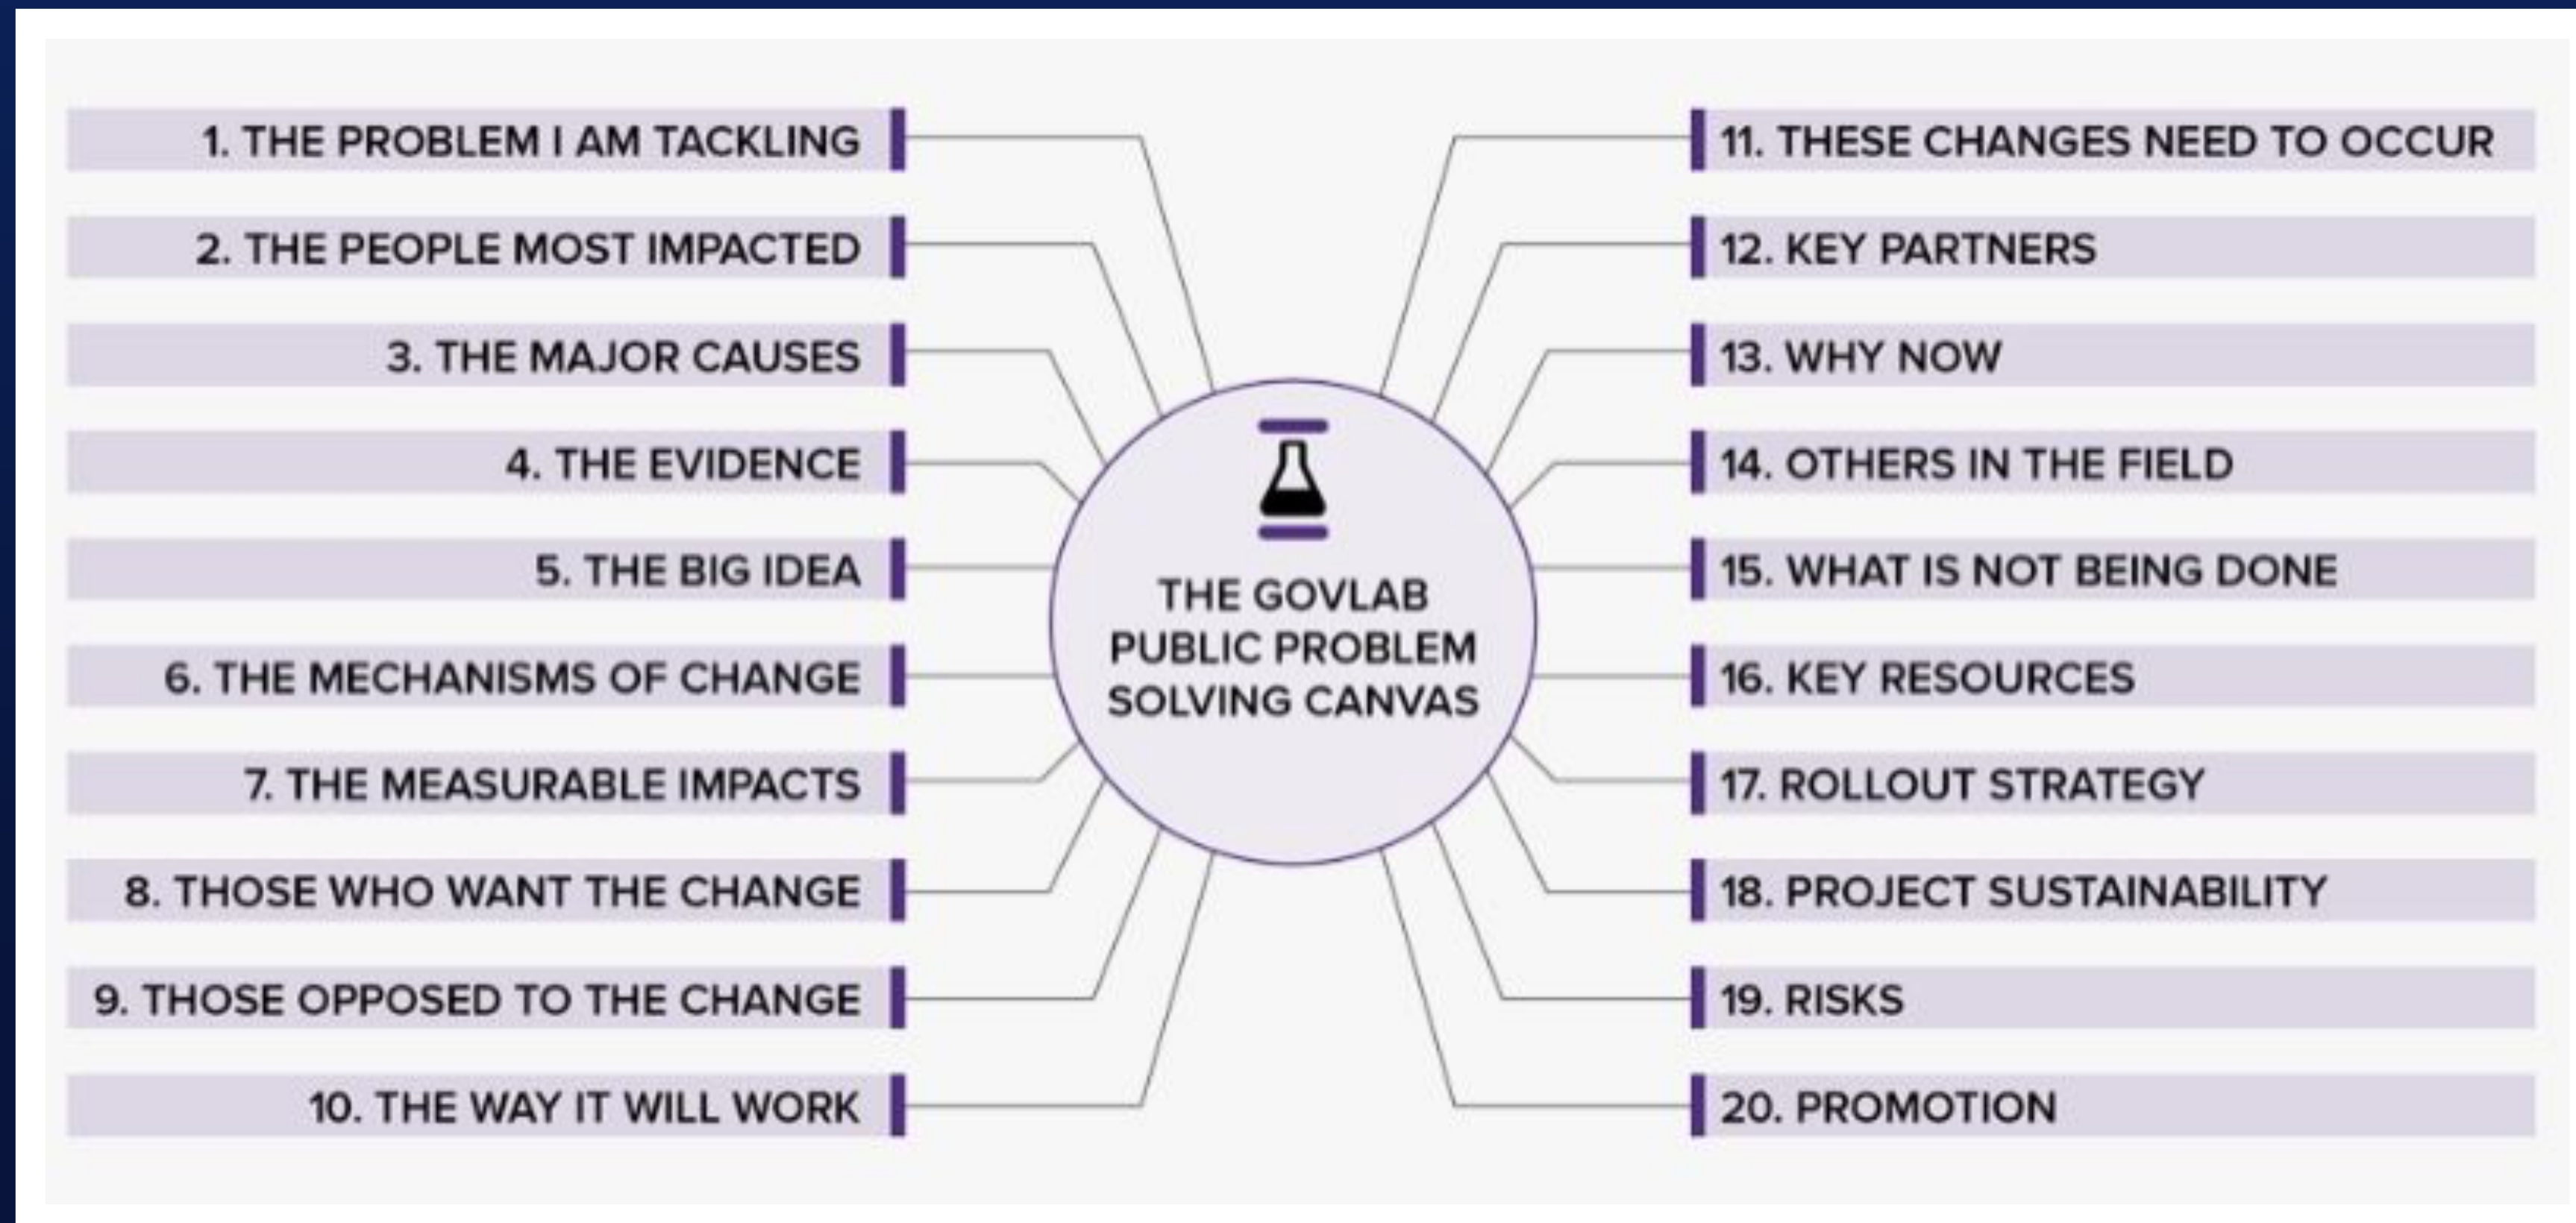 1. THE PROBLEM I AM TACKLING
2. THE PEOPLE MOST IMPACTED
3. THE MAJOR CAUSES
4. THE EVIDENCE
5. THE BIG IDEA
6. THE MECHANISMS OF CHANGE
7. THE MEASURABLE IMPACTS
8. THOSE WHO WANT THE CHANGE
9. THOSE OPPOSED TO THE CHANGE
10. THE WAY IT WILL WORK
THE GOVLAB
PUBLIC PROBLEM
SOLVING CANVAS
11. THESE CHANGES NEED TO OCCUR
12. KEY PARTNERS
13. WHY NOW
14. OTHERS IN THE FIELD
15. WHAT IS NOT BEING DONE
16. KEY RESOURCES
17. ROLLOUT STRATEGY
18. PROJECT SUSTAINABILITY
19. RISKS
20. PROMOTION